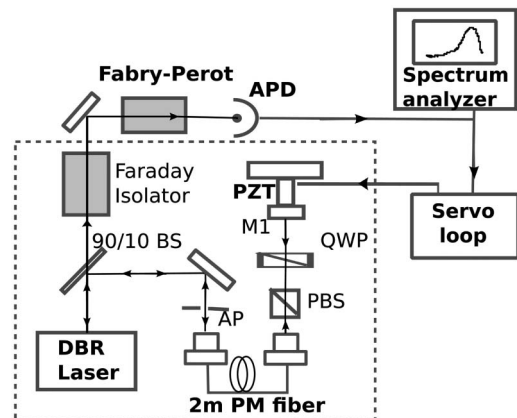 Fabry-Perot
APD
Spectrum
analyzer
Faraday
Isolator
PZT
M1
QWP
Servo
loop
90/10 BS
PBS
AP
DBR
Laser
2m PM fiber